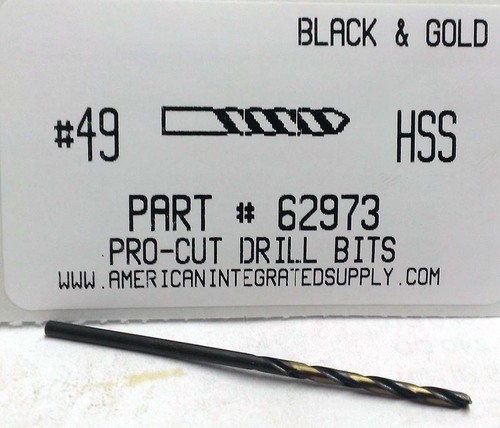 BLACK & GOLD
#49 HSS
PART # 62973
PRO-CUT DRILL BITS
WWW.AMERICANINTEGRATEDSUPPLY.COM